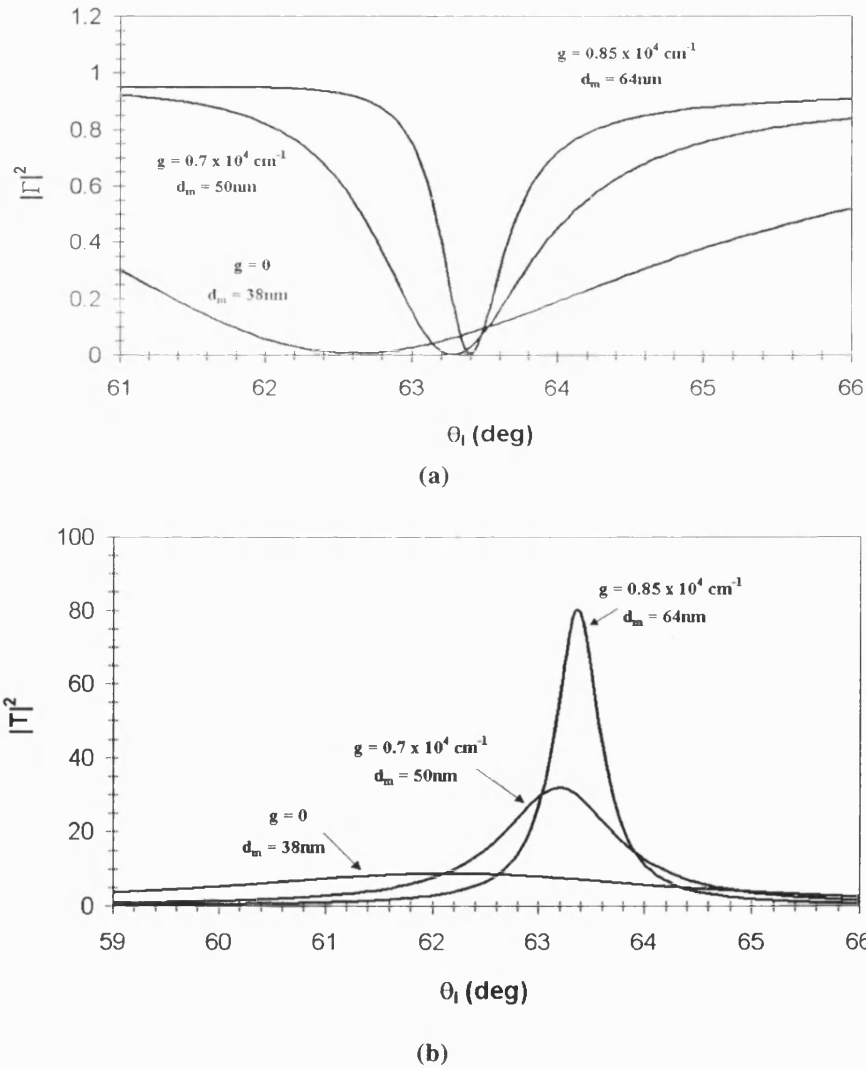 1.2
1
0.8
0.6
0.4
0.2
0
|Γ|²
g = 0.85 x 10⁴ cm⁻¹
dₘ = 64nm
g = 0.7 x 10⁴ cm⁻¹
dₘ = 50nm
g = 0
dₘ = 38nm
61 62 63 64 65 66
θᵢ (deg)
(a)
100
80
60
40
20
0
|T|²
g = 0.85 x 10⁴ cm⁻¹
dₘ = 64nm
g = 0.7 x 10⁴ cm⁻¹
dₘ = 50nm
g = 0
dₘ = 38nm
59 60 61 62 63 64 65 66
θᵢ (deg)
(b)